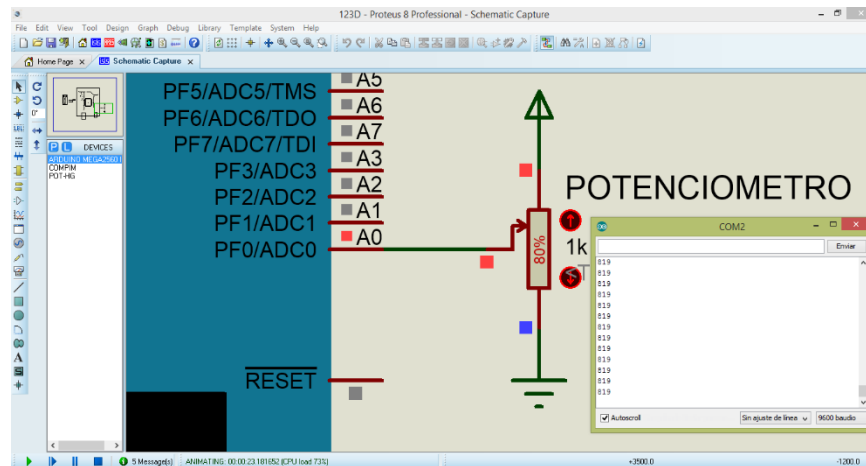 123D - Proteus 8 Professional - Schematic Capture
File Edit View Tool Design Graph Debug Library Template System Help
Home Page Schematic Capture
0°
P L DEVICES
ARDUINO MEGA2560
COMPIM
POT-HG
PF5/ADC5/TMS A5
PF6/ADC6/TDO A6
PF7/ADC7/TDI A7
PF3/ADC3 A3
PF2/ADC2 A2
PF1/ADC1 A1
PF0/ADC0 A0
RESET
POTENCIOMETRO
80%
1k
COM2
Enviar
819
819
819
819
819
819
819
819
819
819
819
819
819
Autoscroll
Sin ajuste de línea
9600 baudio
5 Message(s) ANIMATING: 00:00:23.181652 (CPU load 73%) +3500.0 -1200.0